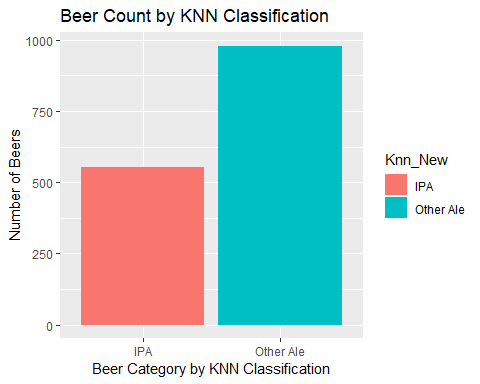 Beer Count by KNN Classification
1000
750
500
250
0
Number of Beers
IPA
Other Ale
Beer Category by KNN Classification
Knn_New
IPA
Other Ale